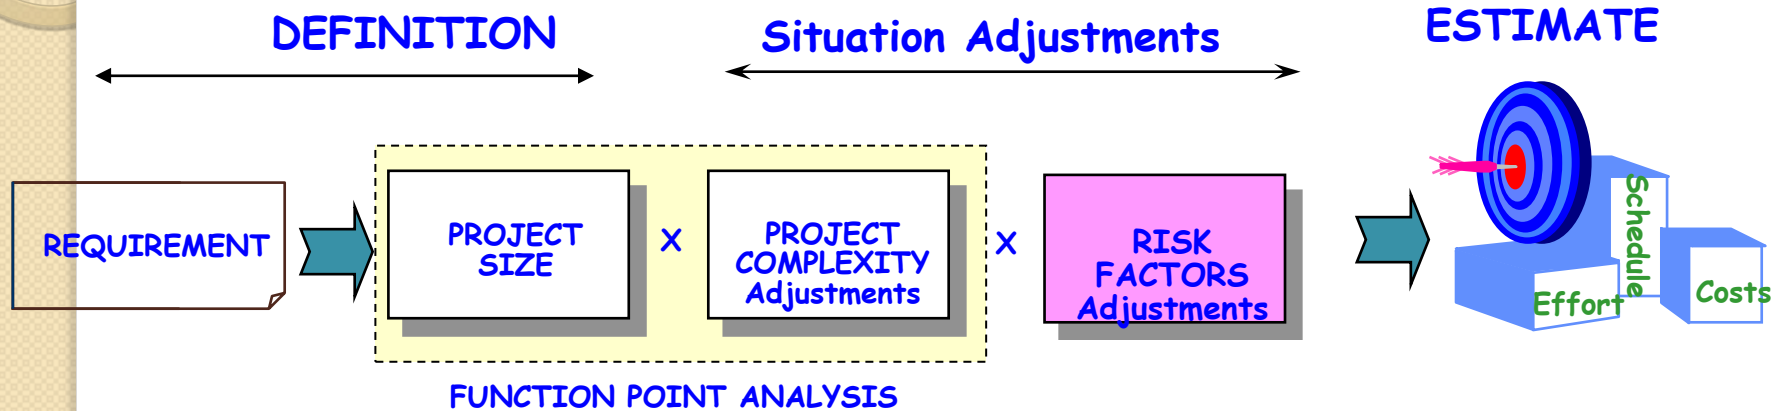 DEFINITION
Situation Adjustments
ESTIMATE
REQUIREMENT
PROJECT
SIZE
X
PROJECT
COMPLEXITY
Adjustments
X
RISK
FACTORS
Adjustments
Schedule
Effort
Costs
FUNCTION POINT ANALYSIS